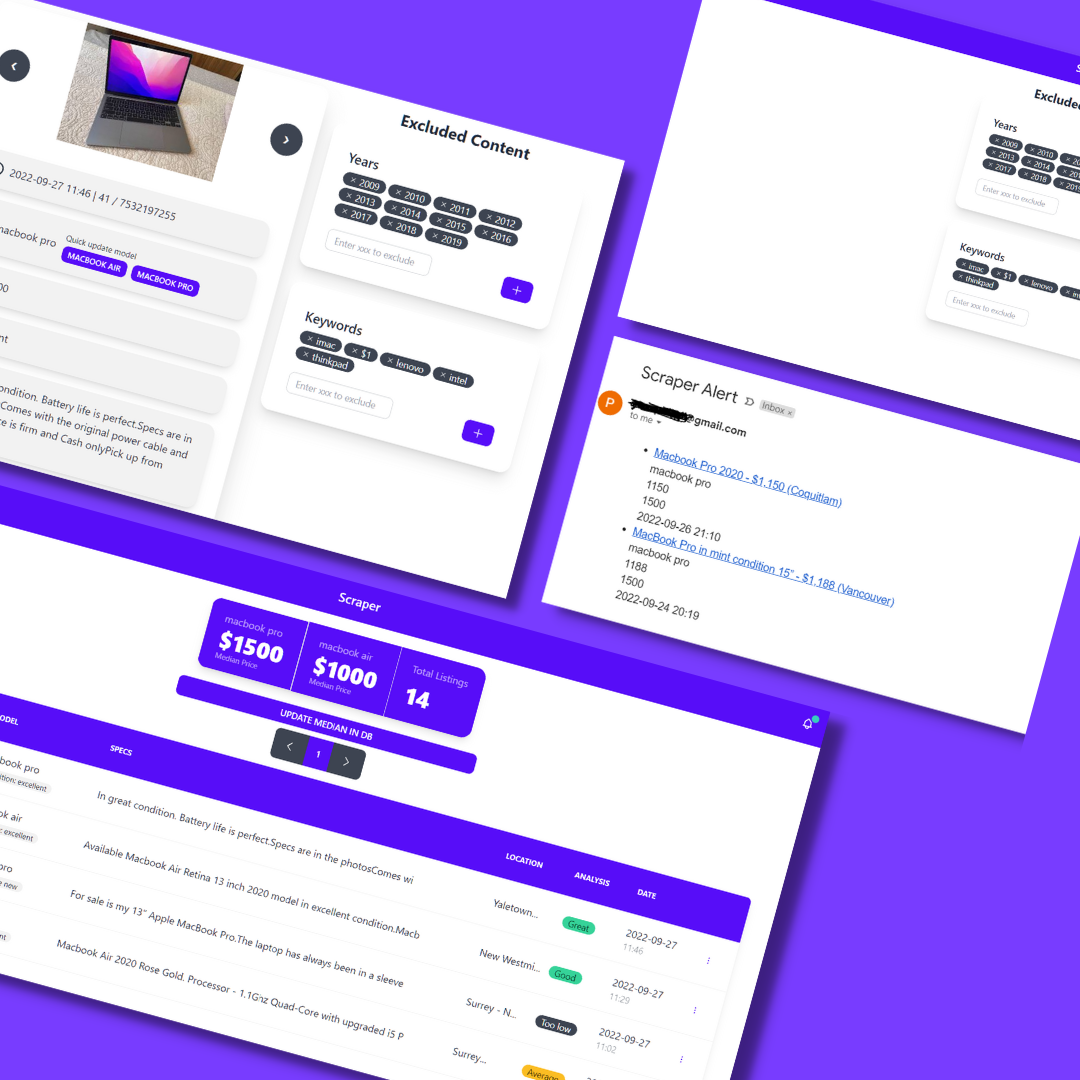 2022-09-27 11:46 | 41 / 7532197255
macbook pro
Quick update model
MACBOOK AIR
MACBOOK PRO
00
nt
ondition. Battery life is perfect.Specs are in
Comes with the original power cable and
e is firm and Cash onlyPick up from
Excluded Content
Years
× 2009 × 2010 × 2011 × 2012
× 2013 × 2014 × 2015 × 2016
× 2017 × 2018 × 2019
Enter xxx to exclude
+
Keywords
× imac × $1 × lenovo × intel
× thinkpad
Enter xxx to exclude
+
S
Exclude
Years
× 2009 × 2010 × 20
× 2013 × 2014 × 20
× 2017 × 2018 × 201
Enter xxx to exclude
Keywords
× imac × $1 × lenovo × in
× thinkpad
Enter xxx to exclude
Scraper Alert
Inbox ×
P
@gmail.com
to me
Macbook Pro 2020 - $1,150 (Coquitlam)
macbook pro
1150
1500
2022-09-26 21:10
MacBook Pro in mint condition 15” - $1,188 (Vancouver)
macbook pro
1188
1500
2022-09-24 20:19
Scraper
macbook pro
$1500
Median Price
macbook air
$1000
Median Price
Total Listings
14
UPDATE MEDIAN IN DB
< 1 >
ODEL SPECS LOCATION ANALYSIS DATE
book pro
ition: excellent
In great condition. Battery life is perfect.Specs are in the photosComes wi
Yaletown...
Great
2022-09-27
11:46
ok air
: excellent
Available Macbook Air Retina 13 inch 2020 model in excellent condition.Macb
New Westmi...
Good
2022-09-27
11:29
pro
e new
For sale is my 13” Apple MacBook Pro.The laptop has always been in a sleeve
Surrey - N...
Too low
2022-09-27
11:02
nt
Macbook Air 2020 Rose Gold. Processor - 1.1Ghz Quad-Core with upgraded i5 P
Surrey...
Average